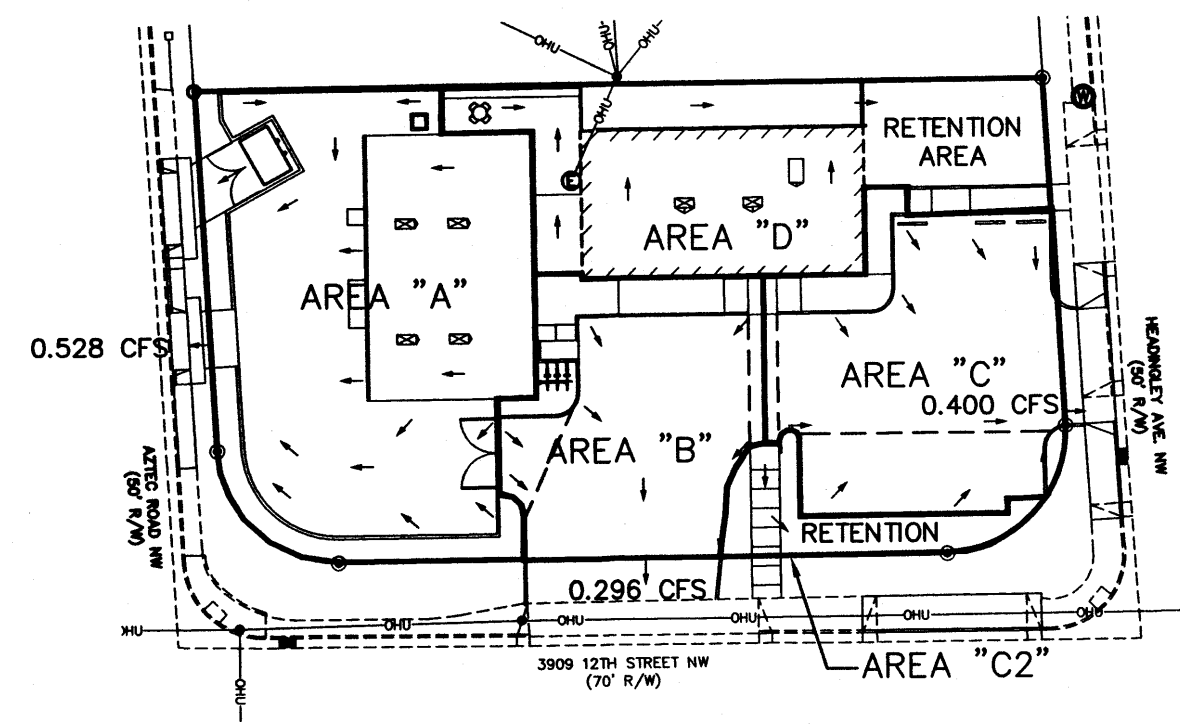 OHU
OHU
OHU
OHU
W
RETENTION
AREA
E
AREA "D"
AREA "A"
0.528 CFS
HEADINGLEY AVE. NW
(50' R/W)
AREA "C"
0.400 CFS
AREA "B"
AZTEC ROAD NW
(50' R/W)
RETENTION
0.296 CFS
OHU
OHU
OHU
OHU
OHU
OHU
3909 12TH STREET NW
(70' R/W)
AREA "C2"
OHU